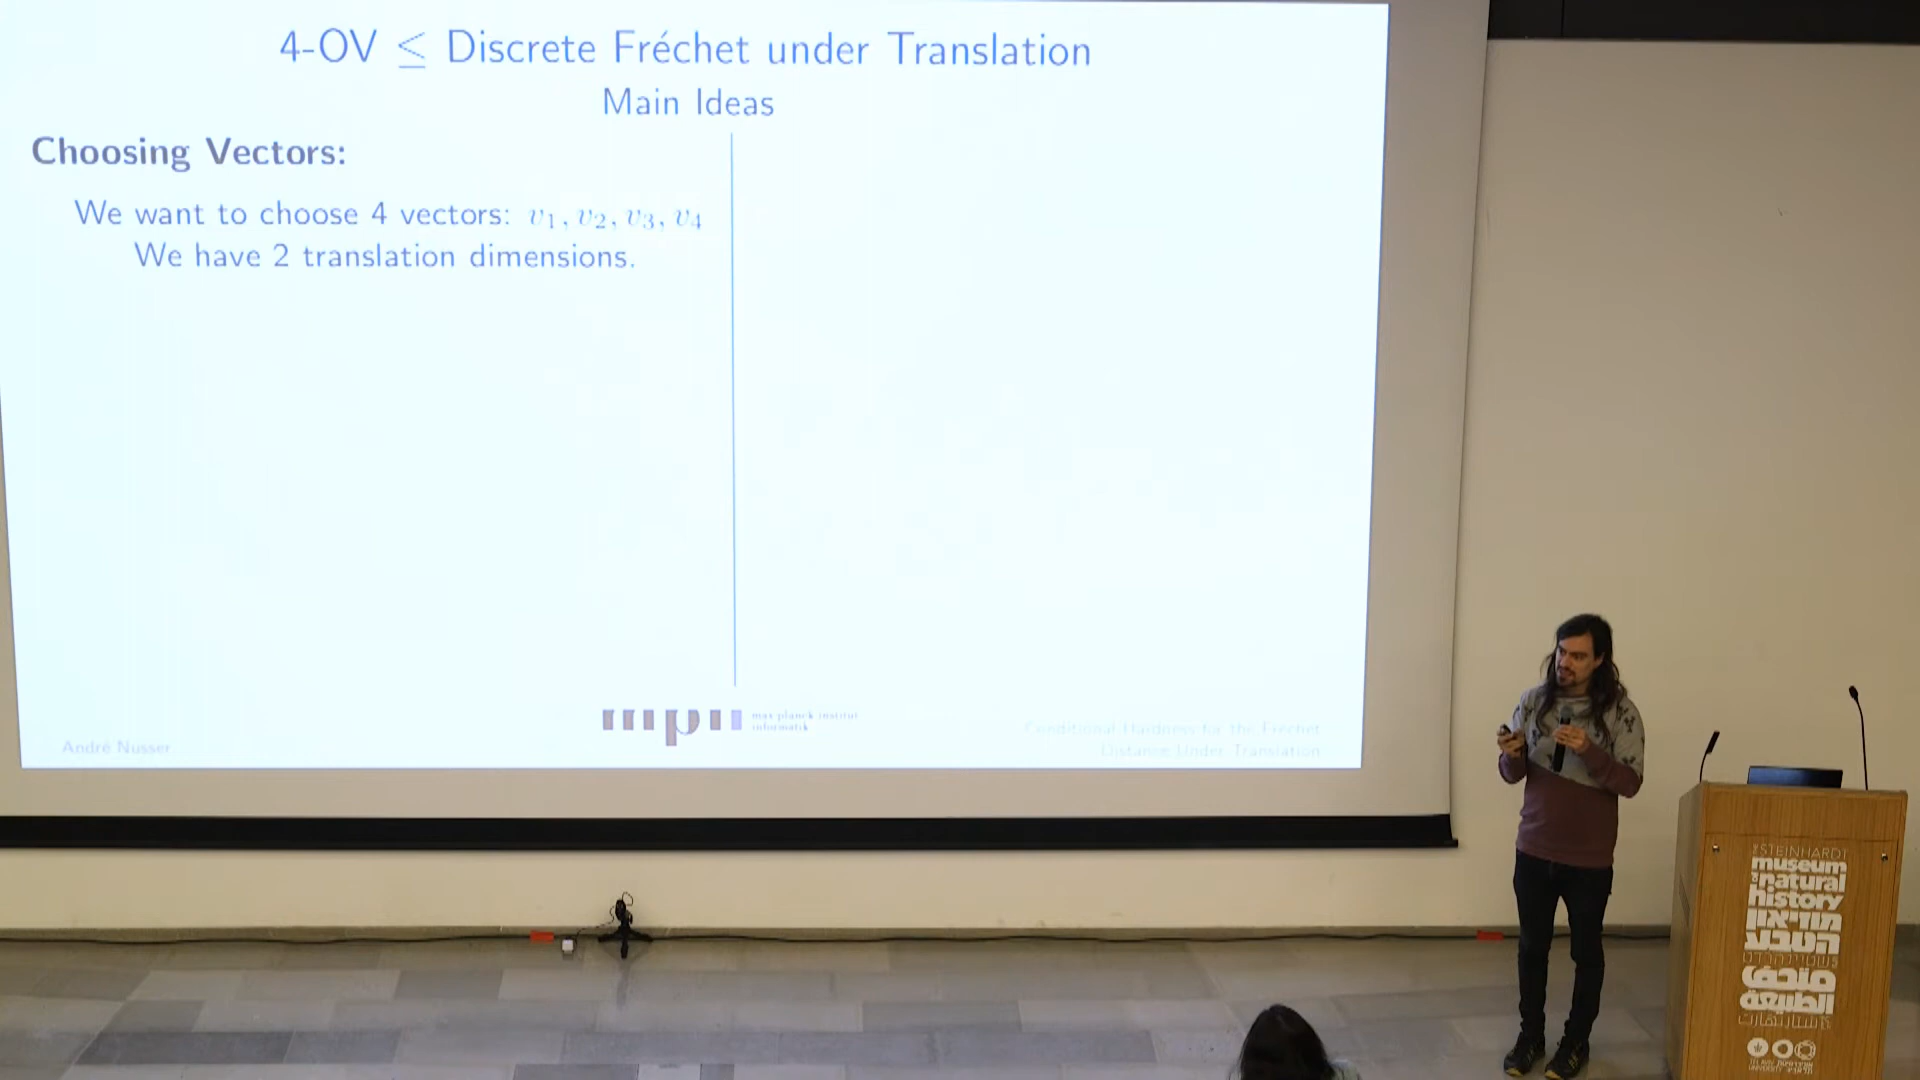 4-OV ≤ Discrete Fréchet under Translation
Main Ideas
Choosing Vectors:
We want to choose 4 vectors: v₁, v₂, v₃, v₄
We have 2 translation dimensions.
max planck institut
informatik
André Nusser
Conditional Hardness for the Fréchet
Distance Under Translation
STEINHARDT
museum
of natural
history
מוזיאון
הטבע
متحف
الطبيعة